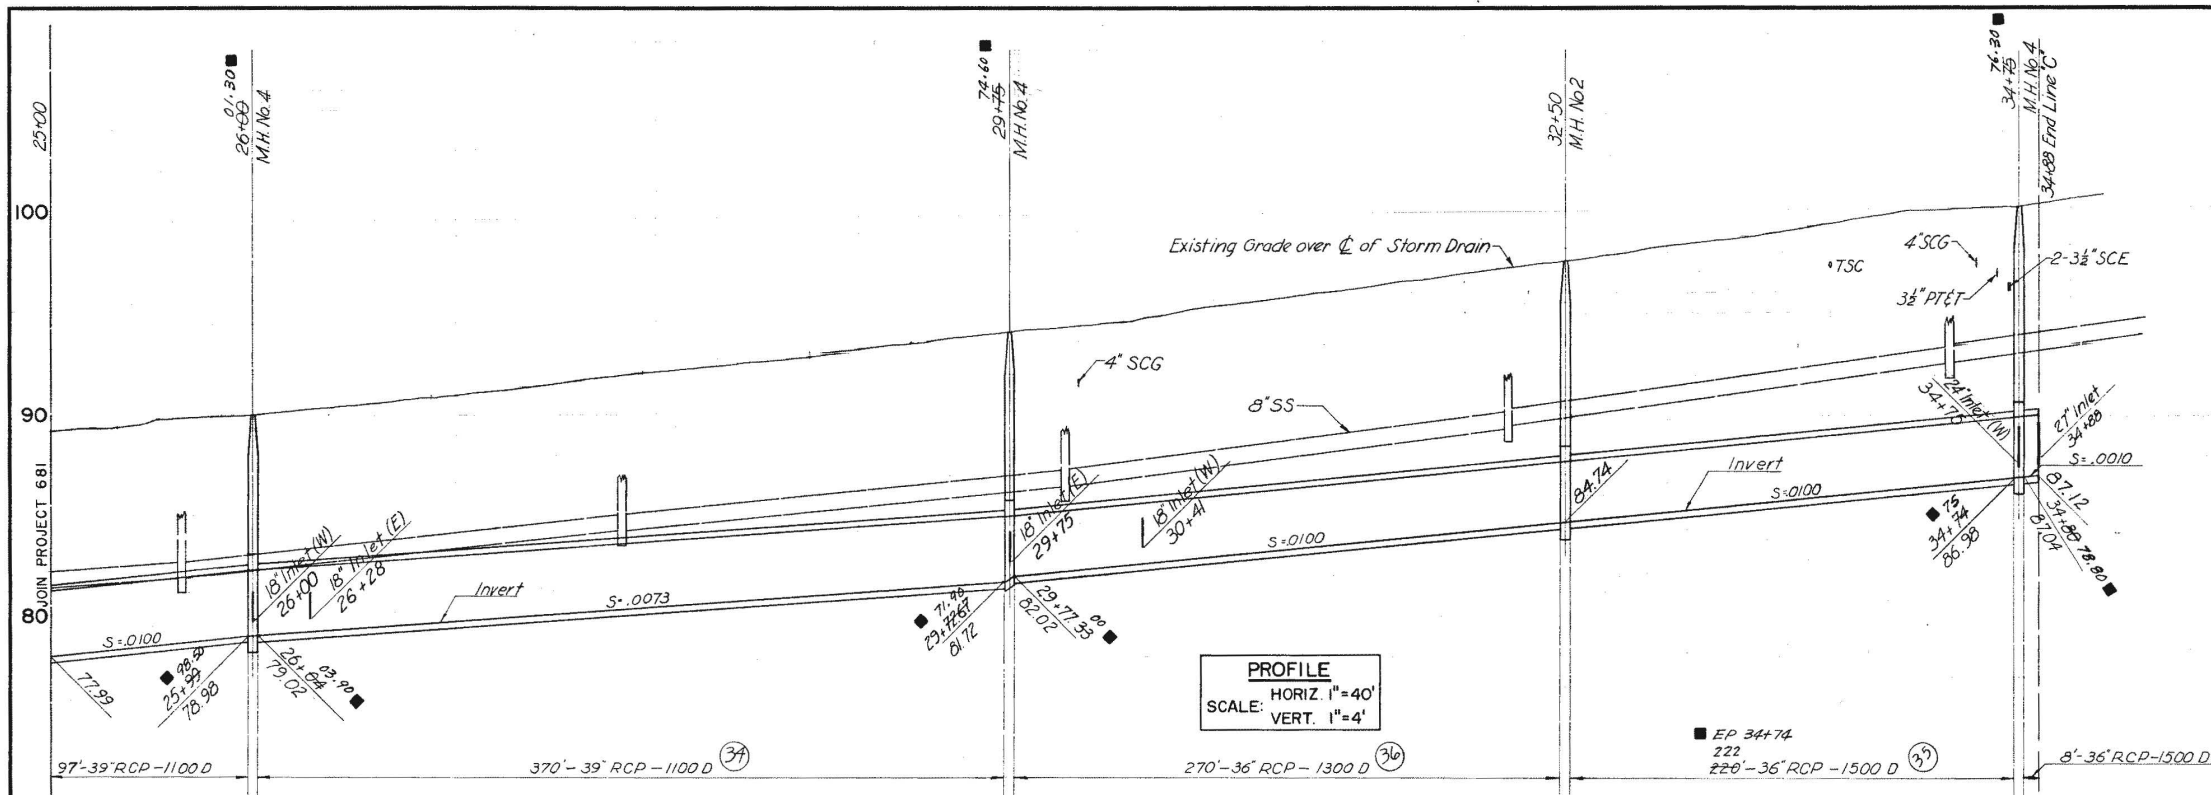 25+00
01.30
26+00
M.H. No.4
74.60
29+75
M.H. No.4
32+50
M.H. No2
76.30
34+75
M.H. No.4
34+88 End Line "C"
100
90
80
JOIN PROJECT 681
Existing Grade over ℄ of Storm Drain
4" SCG
TSC
3½" PT&T
2-3½" SCE
4" SCG
8" SS
24" Inlet (W)
34+75
27" Inlet
34+88
S=.0010
18" Inlet (W)
26+00
18" Inlet (E)
26+28
Invert
S=.0073
S=.0100
18" Inlet (E)
29+75
18" Inlet (W)
30+41
S=.0100
84.74
Invert
S=.0100
77.99
98.50
25+97
78.98
03.90
26+04
79.02
71.90
29+72.67
81.72
00
29+77.33
82.02
75
34+74
86.98
87.12
34+80 78.80
87.04
PROFILE
SCALE: HORIZ. 1"=40'
VERT. 1"=4'
EP 34+74
222
97'-39" RCP-1100 D
370'-39" RCP-1100 D
34
270'-36" RCP-1300 D
36
220'-36" RCP-1500 D
35
8'-36" RCP-1500 D